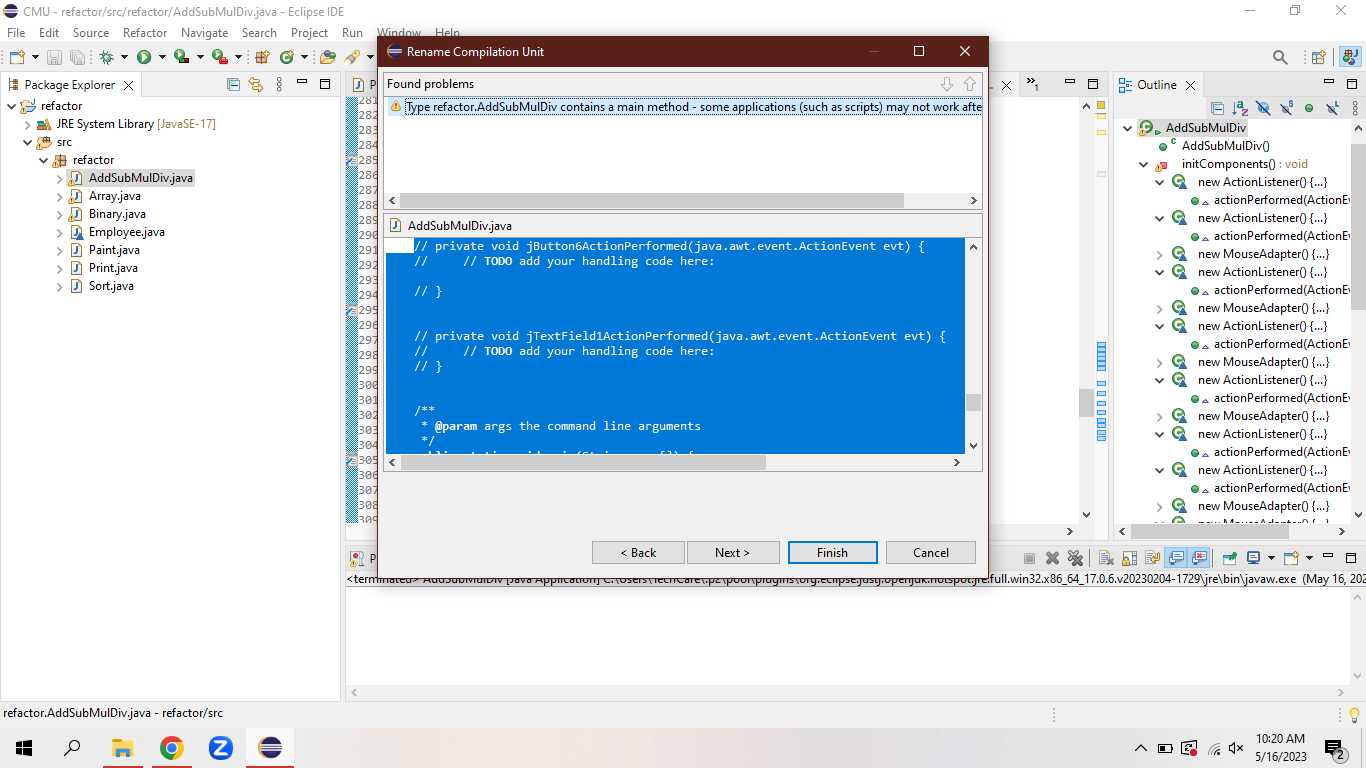 CMU - refactor/src/refactor/AddSubMulDiv.java - Eclipse IDE
File Edit Source Refactor Navigate Search Project Run Window Help
Package Explorer
refactor
JRE System Library [JavaSE-17]
src
refactor
AddSubMulDiv.java
Array.java
Binary.java
Employee.java
Paint.java
Print.java
Sort.java
281
282
283
284
285
286
287
288
289
290
291
292
293
294
295
296
297
298
299
300
301
302
303
304
305
306
307
308
309
Rename Compilation Unit
Found problems
Type refactor.AddSubMulDiv contains a main method - some applications (such as scripts) may not work afte
AddSubMulDiv.java
// private void jButton6ActionPerformed(java.awt.event.ActionEvent evt) {
// // TODO add your handling code here:
// }
// private void jTextField1ActionPerformed(java.awt.event.ActionEvent evt) {
// // TODO add your handling code here:
// }
/**
* @param args the command line arguments
*/
< Back Next > Finish Cancel
Outline
AddSubMulDiv
AddSubMulDiv()
initComponents() : void
new ActionListener() {...}
actionPerformed(ActionEv
new ActionListener() {...}
actionPerformed(ActionEv
new MouseAdapter() {...}
new ActionListener() {...}
actionPerformed(ActionEv
new MouseAdapter() {...}
new ActionListener() {...}
actionPerformed(ActionEv
new MouseAdapter() {...}
new ActionListener() {...}
actionPerformed(ActionEv
new MouseAdapter() {...}
new ActionListener() {...}
actionPerformed(ActionEv
new ActionListener() {...}
actionPerformed(ActionEv
new MouseAdapter() {...}
new MouseAdapter() {...}
<terminated> AddSubMulDiv [Java Application] C:\Users\TechCare\.p2\pool\plugins\org.eclipse.justj.openjdk.hotspot.jre.full.win32.x86_64_17.0.6.v20230204-1729\jre\bin\javaw.exe (May 16, 202
refactor.AddSubMulDiv.java - refactor/src
10:20 AM
5/16/2023
2